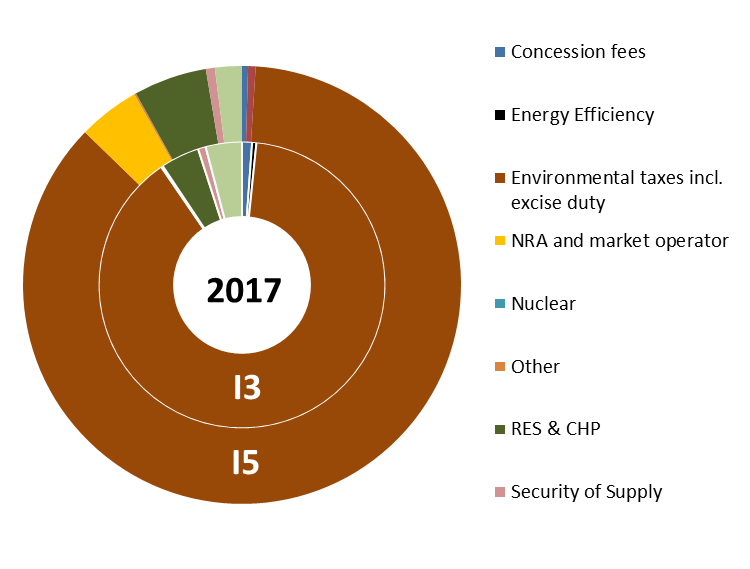 Concession fees
Energy Efficiency
Environmental taxes incl.
excise duty
NRA and market operator
Nuclear
Other
RES & CHP
Security of Supply
2017
I3
I5